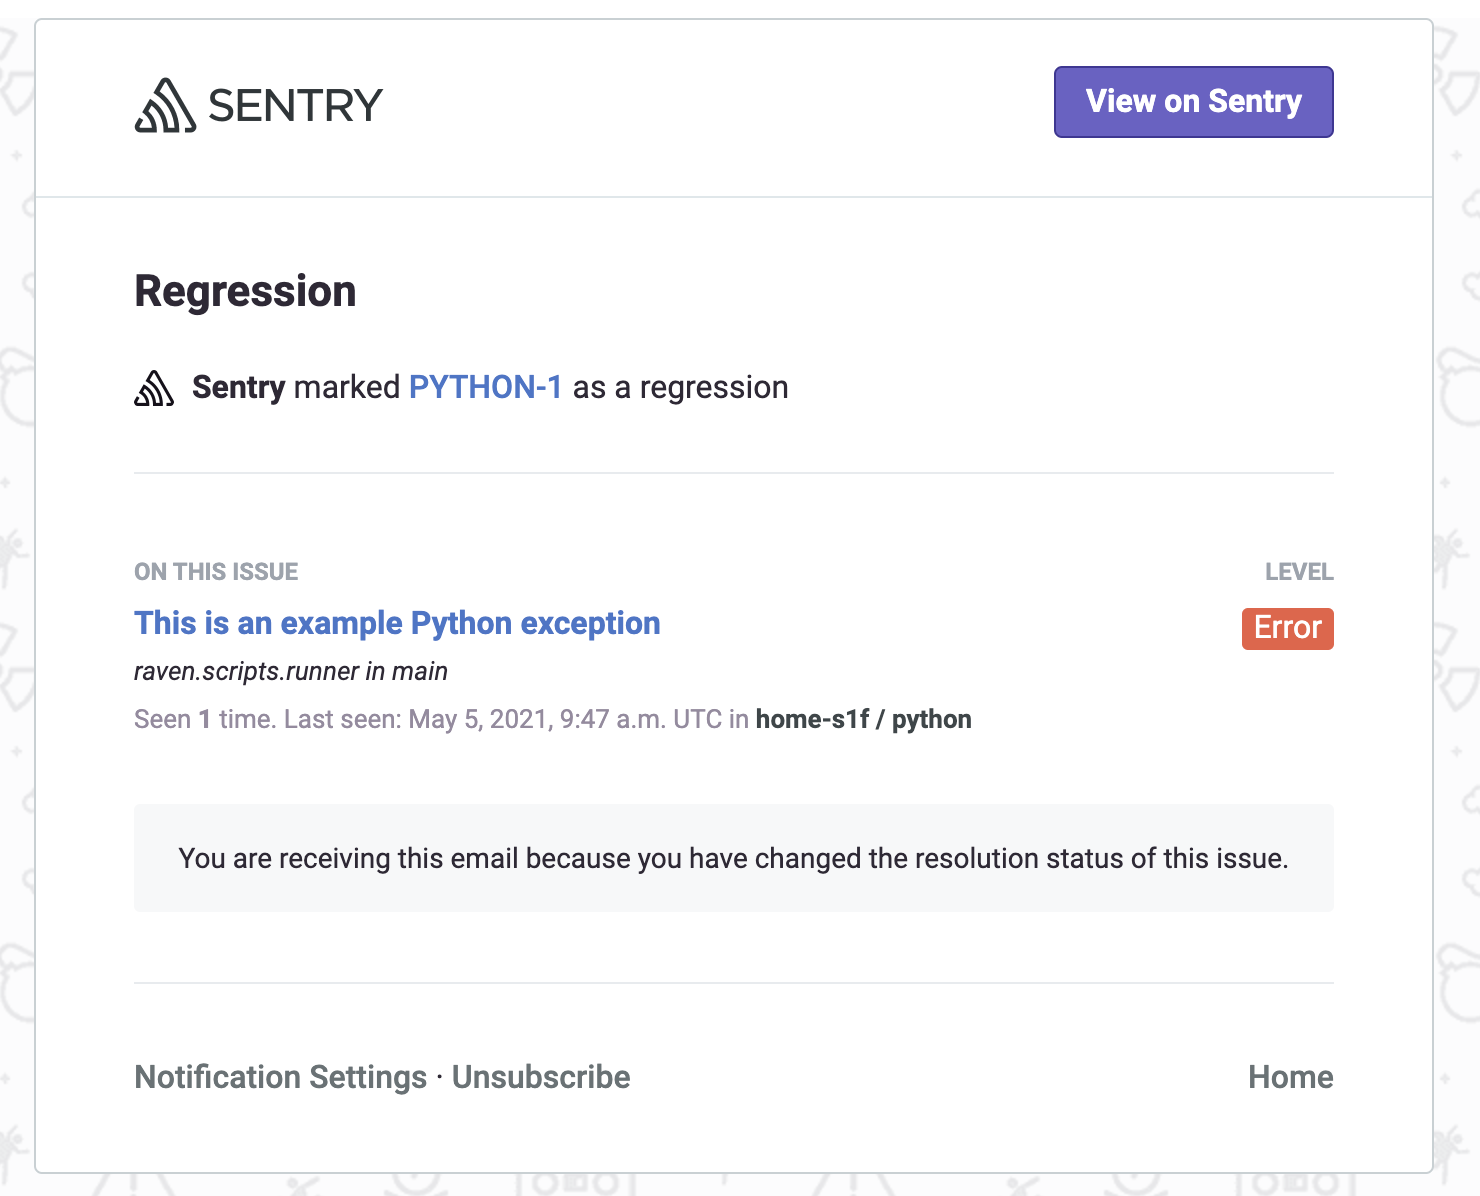 SENTRY
View on Sentry
Regression
Sentry marked PYTHON-1 as a regression
ON THIS ISSUE
LEVEL
This is an example Python exception
Error
raven.scripts.runner in main
Seen 1 time. Last seen: May 5, 2021, 9:47 a.m. UTC in home-s1f / python
You are receiving this email because you have changed the resolution status of this issue.
Notification Settings · Unsubscribe
Home